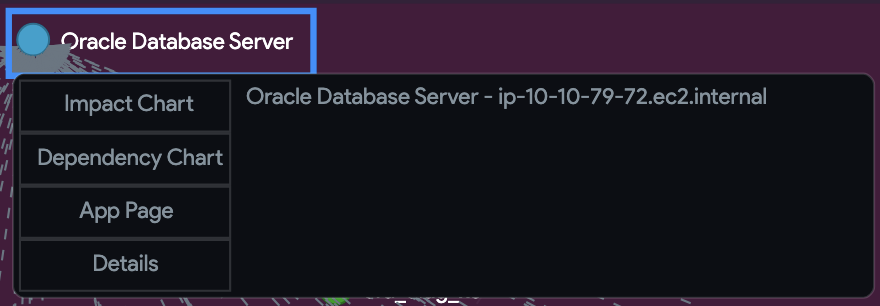 Oracle Database Server
Impact Chart
Oracle Database Server - ip-10-10-79-72.ec2.internal
Dependency Chart
App Page
Details